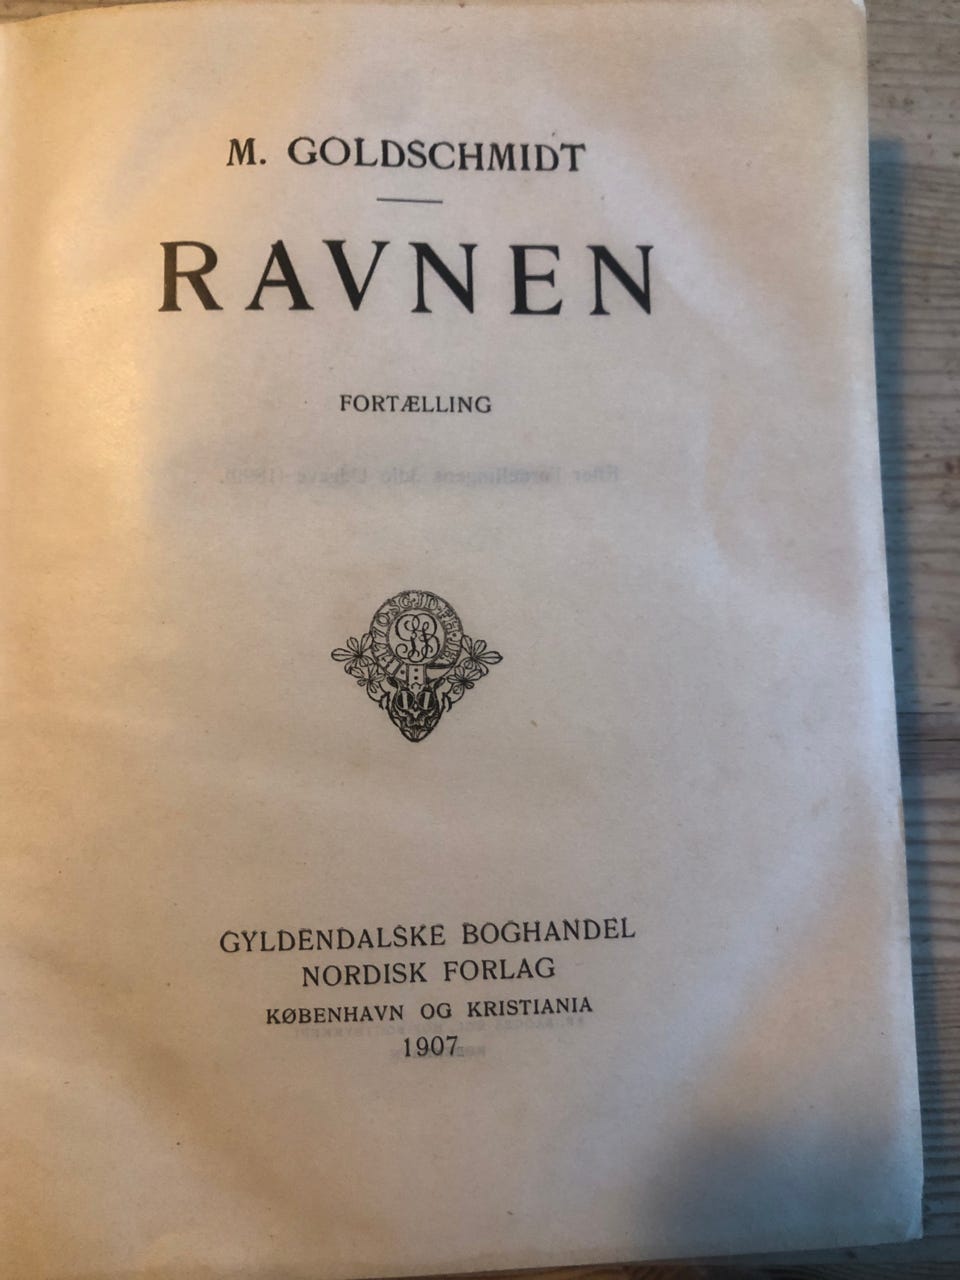 M. GOLDSCHMIDT
RAVNEN
FORTÆLLING
GYLDENDALSKE BOGHANDEL
NORDISK FORLAG
KØBENHAVN OG KRISTIANIA
1907